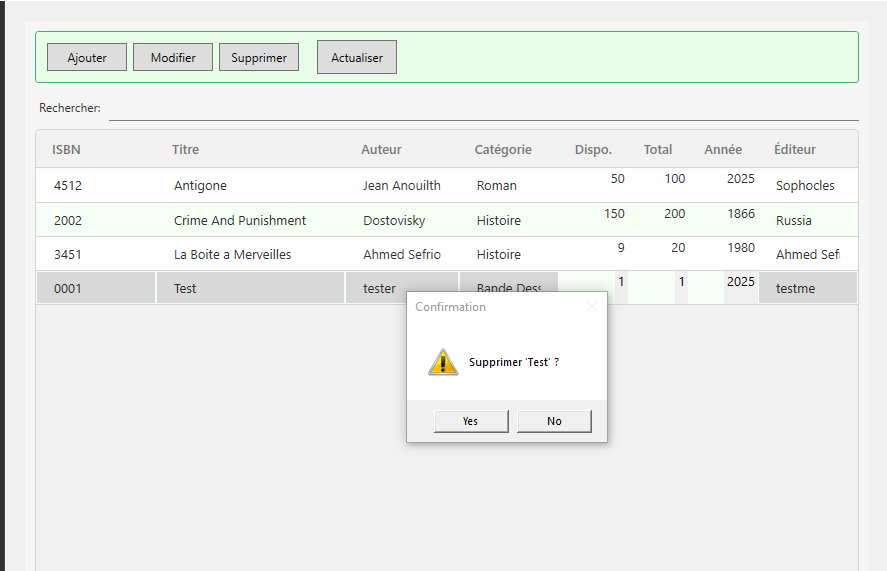 Ajouter Modifier Supprimer Actualiser
Rechercher:
ISBN Titre Auteur Catégorie Dispo. Total Année Éditeur
4512 Antigone Jean Anouilth Roman 50 100 2025 Sophocles
2002 Crime And Punishment Dostovisky Histoire 150 200 1866 Russia
3451 La Boite a Merveilles Ahmed Sefrio Histoire 9 20 1980 Ahmed Sefi
0001 Test tester Bande Dess 1 1 2025 testme
Confirmation
Supprimer 'Test' ?
Yes No